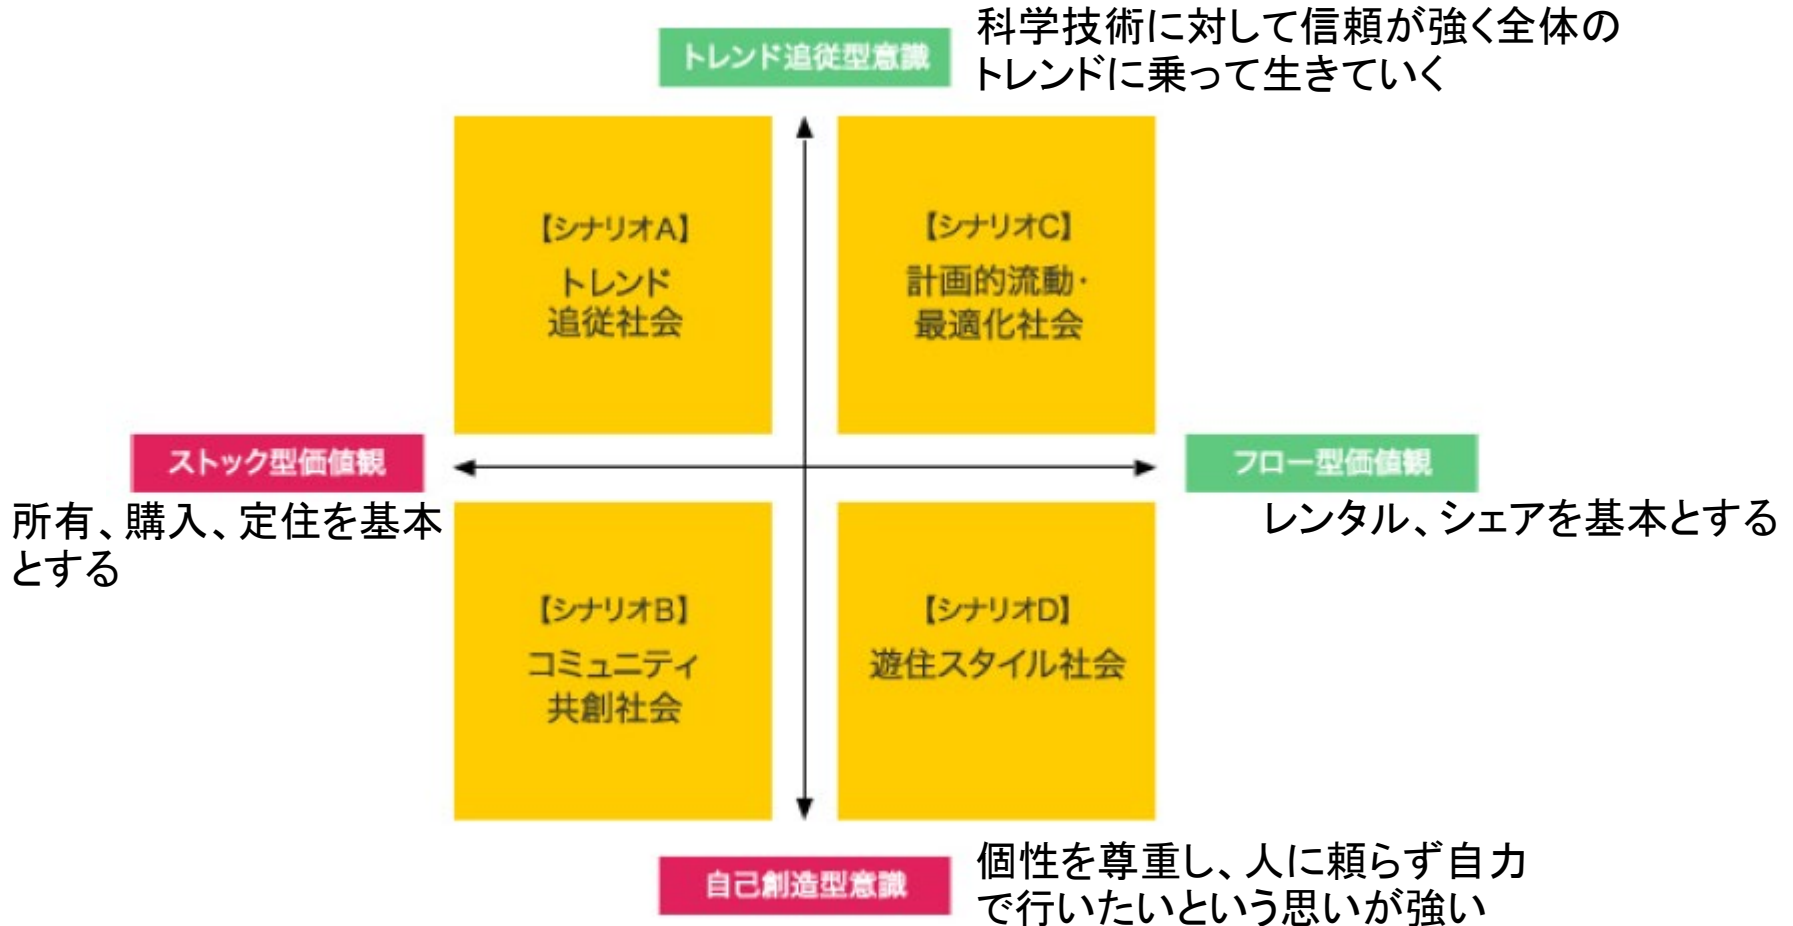 トレンド追従型意識
科学技術に対して信頼が強く全体の
トレンドに乗って生きていく
【シナリオA】
トレンド
追従社会
【シナリオC】
計画的流動・
最適化社会
ストック型価値観
所有、購入、定住を基本
とする
フロー型価値観
レンタル、シェアを基本とする
【シナリオB】
コミュニティ
共創社会
【シナリオD】
遊住スタイル社会
自己創造型意識
個性を尊重し、人に頼らず自力
で行いたいという思いが強い